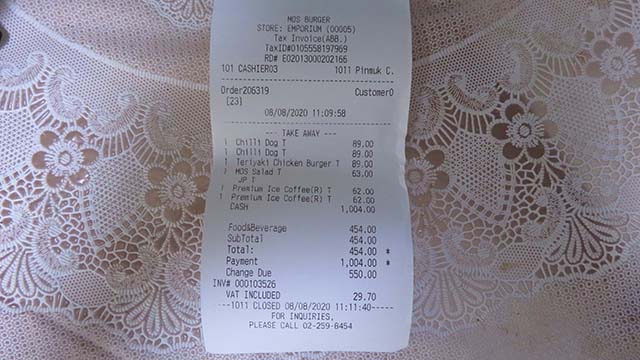 MOS BURGER
STORE: EMPORIUM (00005)
Tax Invoice(ABB.)
TaxID#0105558197969
RD# E02013000202166
101 CASHIER03 1011 Pinmuk C.
Order206319 Customer0
[23]
08/08/2020 11:09:58
--- TAKE AWAY ---
1 Chilli Dog T 89.00
1 Chilli Dog T 89.00
1 Teriyaki Chicken Burger T 89.00
1 MOS Salad T 63.00
JP T
1 Premium Ice Coffee(R) T 62.00
1 Premium Ice Coffee(R) T 62.00
CASH 1,004.00
Food&Beverage 454.00
SubTotal 454.00
Total: 454.00 *
Payment 1,004.00 *
Change Due 550.00
INV# 000103526
VAT INCLUDED 29.70
---1011 CLOSED 08/08/2020 11:11:40---
FOR INQUIRIES,
PLEASE CALL 02-259-8454